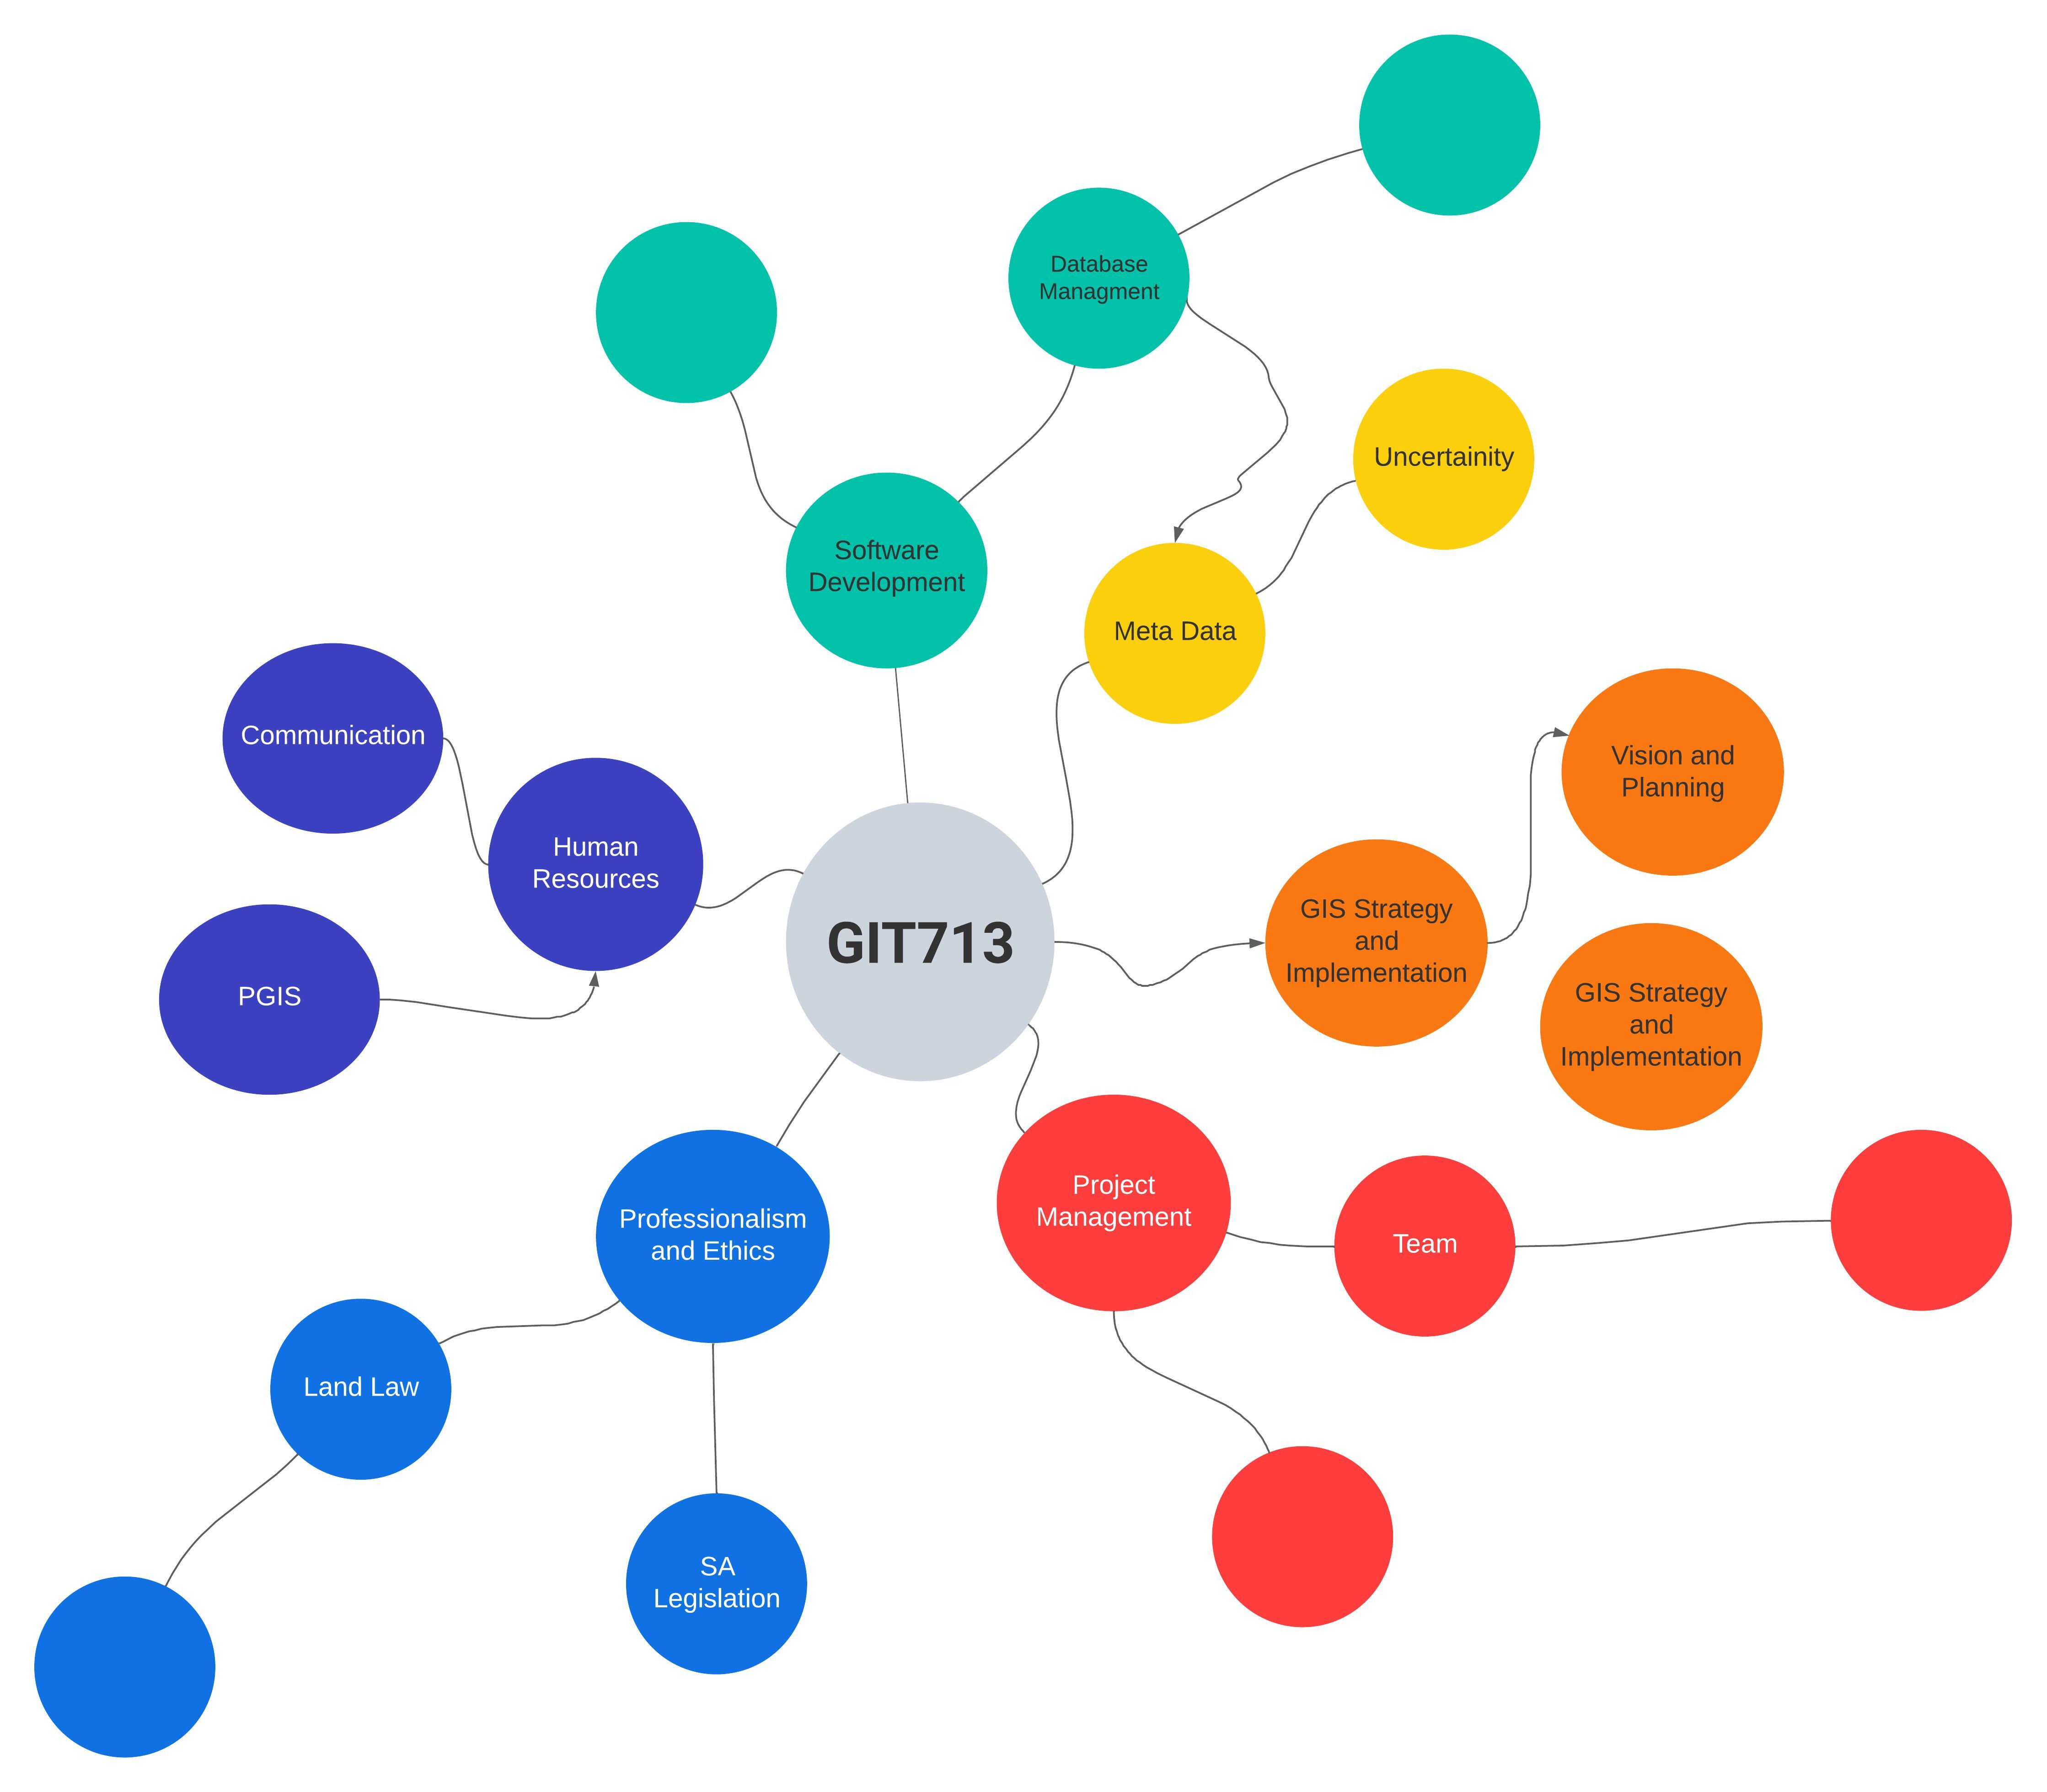 Database
Managment
Uncertainity
Software
Development
Meta Data
Communication
Vision and
Planning
Human
Resources
GIS Strategy
and
Implementation
GIT713
PGIS
GIS Strategy
and
Implementation
Project
Management
Professionalism
and Ethics
Team
Land Law
SA
Legislation